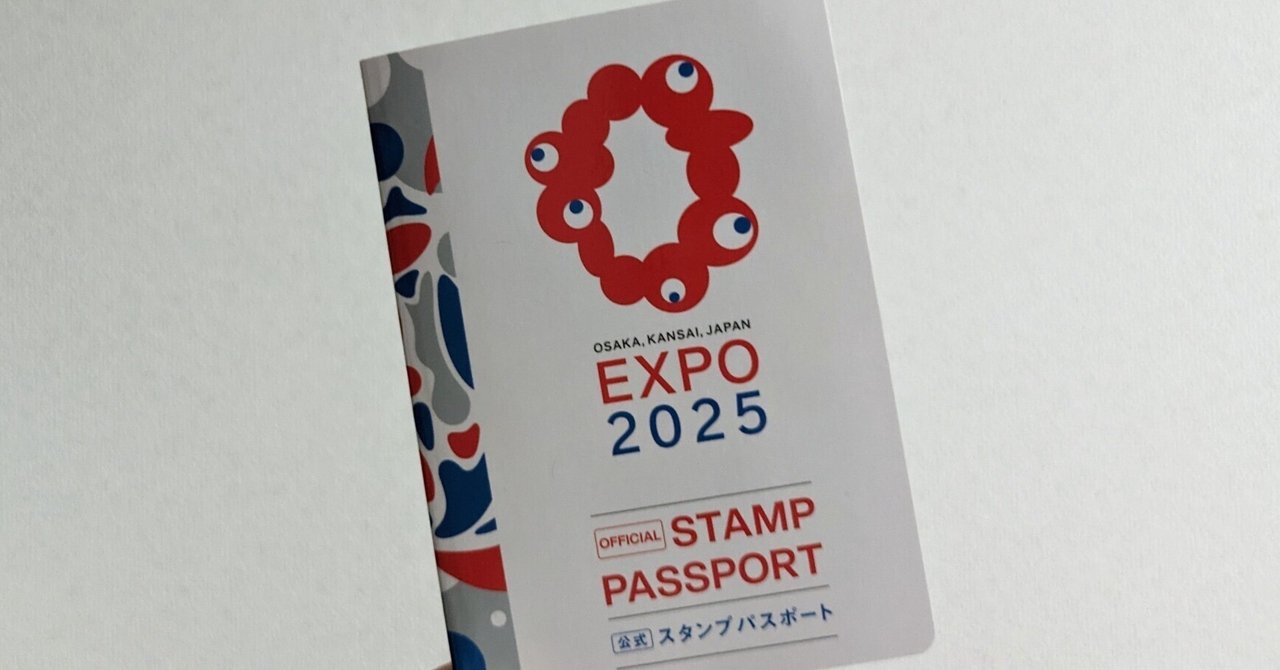 OSAKA, KANSAI, JAPAN
EXPO
2025
OFFICIAL STAMP
PASSPORT
公式 スタンプパスポート